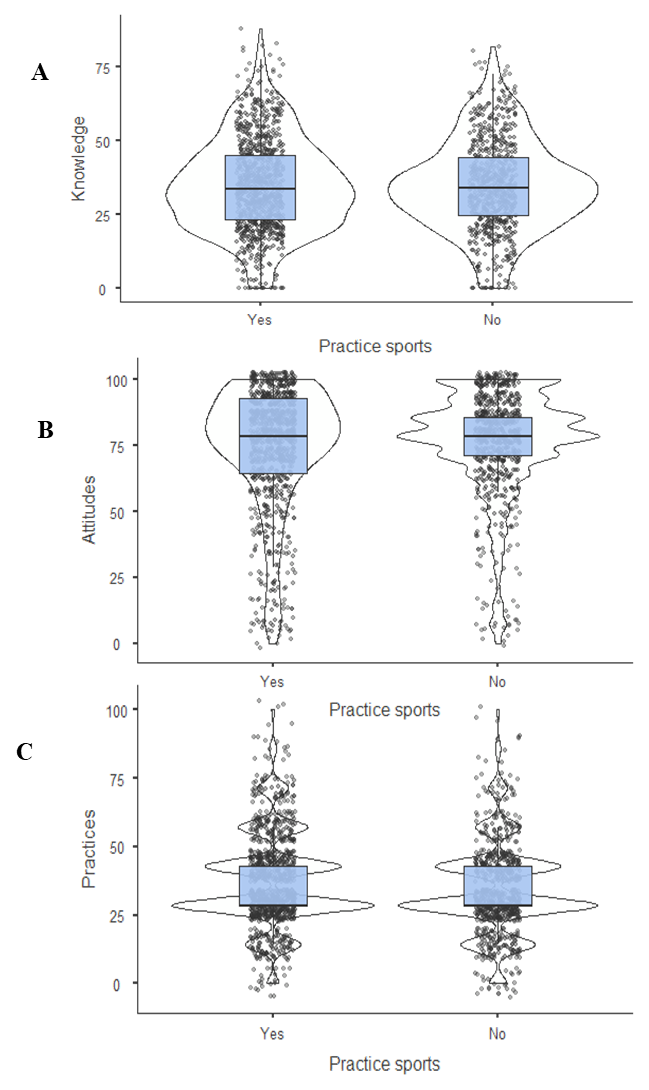 A
75
50
25
0
Knowledge
Yes
No
Practice sports
B
100
75
50
25
0
Attitudes
Yes
No
Practice sports
C
100
75
50
25
0
Practices
Yes
No
Practice sports